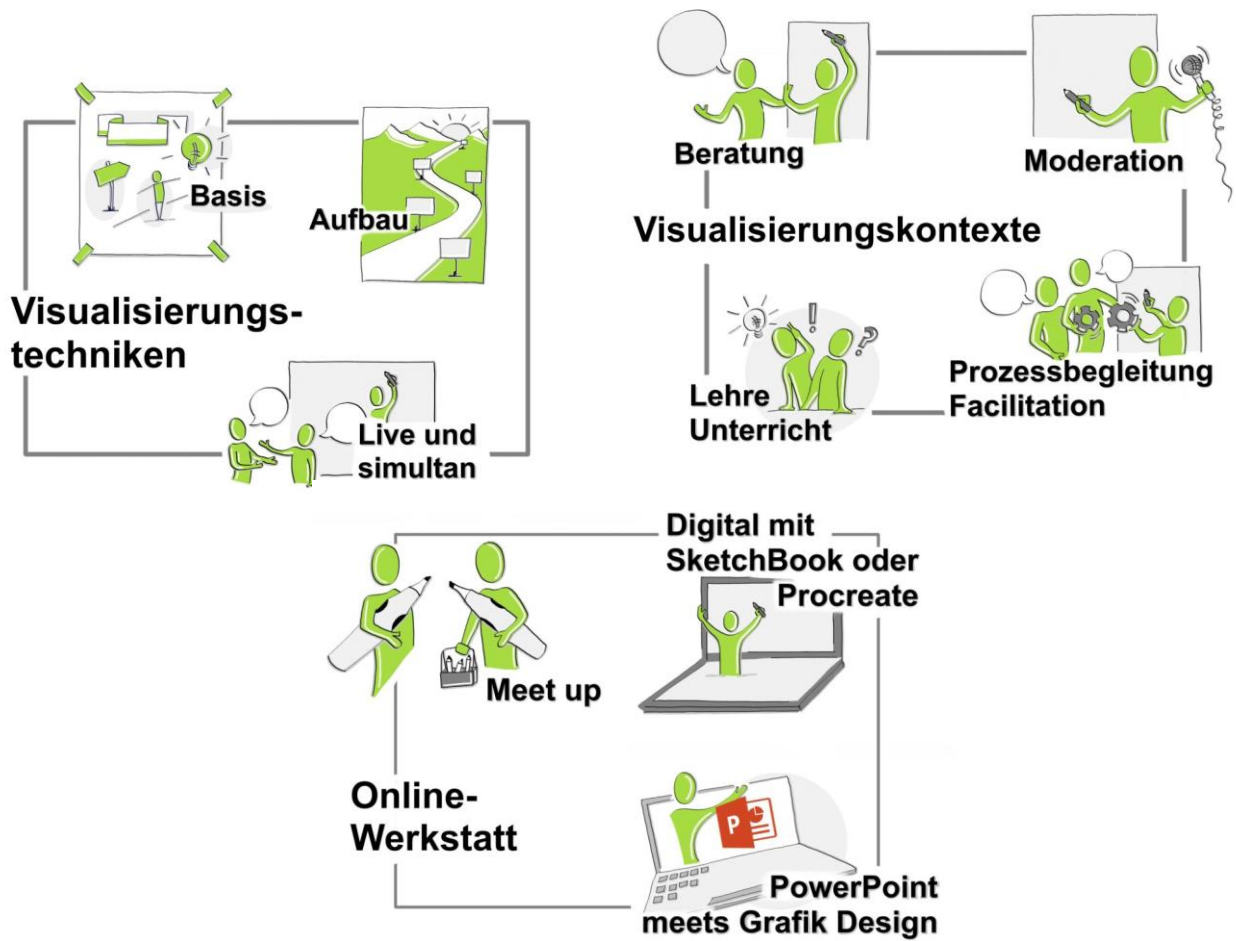 Basis
Aufbau
Visualisierungs-
techniken
Live und
simultan
Beratung
Moderation
Visualisierungskontexte
Lehre
Unterricht
Prozessbegleitung
Facilitation
! ?
Digital mit
SketchBook oder
Procreate
Meet up
Online-
Werkstatt
P
PowerPoint
meets Grafik Design